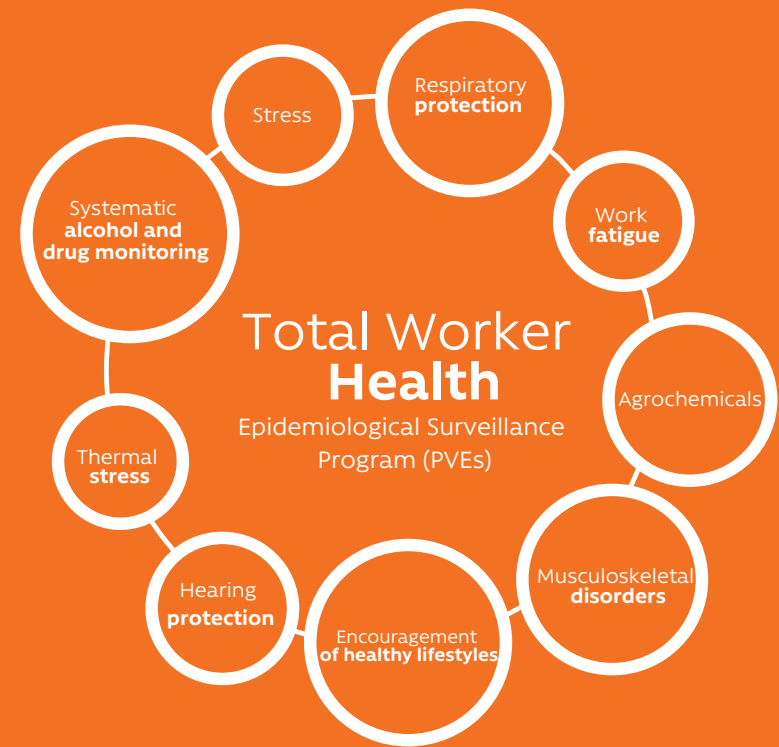 Respiratory
protection
Stress
Work
fatigue
Systematic
alcohol and
drug monitoring
Total Worker
Health
Epidemiological Surveillance
Program (PVEs)
Agrochemicals
Thermal
stress
Musculoskeletal
disorders
Hearing
protection
Encouragement
of healthy lifestyles